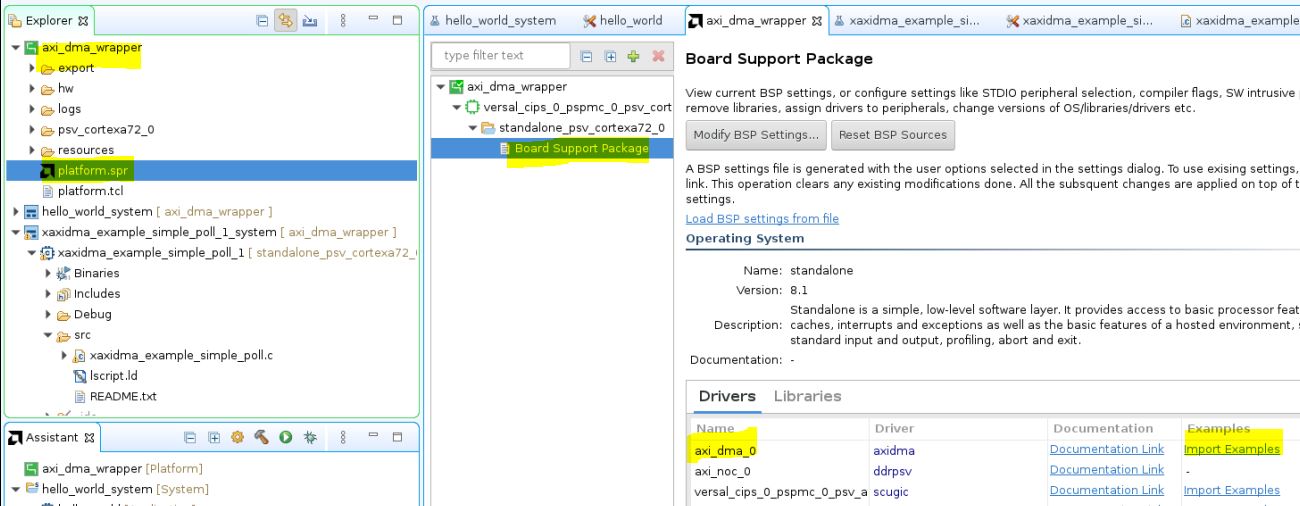 Explorer
axi_dma_wrapper
export
hw
logs
psv_cortexa72_0
resources
platform.spr
platform.tcl
hello_world_system [ axi_dma_wrapper ]
xaxidma_example_simple_poll_1_system [ axi_dma_wrapper ]
xaxidma_example_simple_poll_1 [ standalone_psv_cortexa72_
Binaries
Includes
Debug
src
xaxidma_example_simple_poll.c
lscript.ld
README.txt
Assistant
axi_dma_wrapper [Platform]
hello_world_system [System]
hello_world_system
hello_world
axi_dma_wrapper
xaxidma_example_si...
xaxidma_example_si...
xaxidma_example
type filter text
axi_dma_wrapper
versal_cips_0_pspmc_0_psv_cort
standalone_psv_cortexa72_0
Board Support Package
Board Support Package
View current BSP settings, or configure settings like STDIO peripheral selection, compiler flags, SW intrusive
remove libraries, assign drivers to peripherals, change versions of OS/libraries/drivers etc.
Modify BSP Settings... Reset BSP Sources
A BSP settings file is generated with the user options selected in the settings dialog. To use exising settings,
link. This operation clears any existing modifications done. All the subsquent changes are applied on top of t
settings.
Load BSP settings from file
Operating System
Name: standalone
Version: 8.1
Standalone is a simple, low-level software layer. It provides access to basic processor feat
Description: caches, interrupts and exceptions as well as the basic features of a hosted environment, s
standard input and output, profiling, abort and exit.
Documentation: -
Drivers Libraries
Name Driver Documentation Examples
axi_dma_0 axidma Documentation Link Import Examples
axi_noc_0 ddrpsv Documentation Link -
versal_cips_0_pspmc_0_psv_a scugic Documentation Link Import Examples